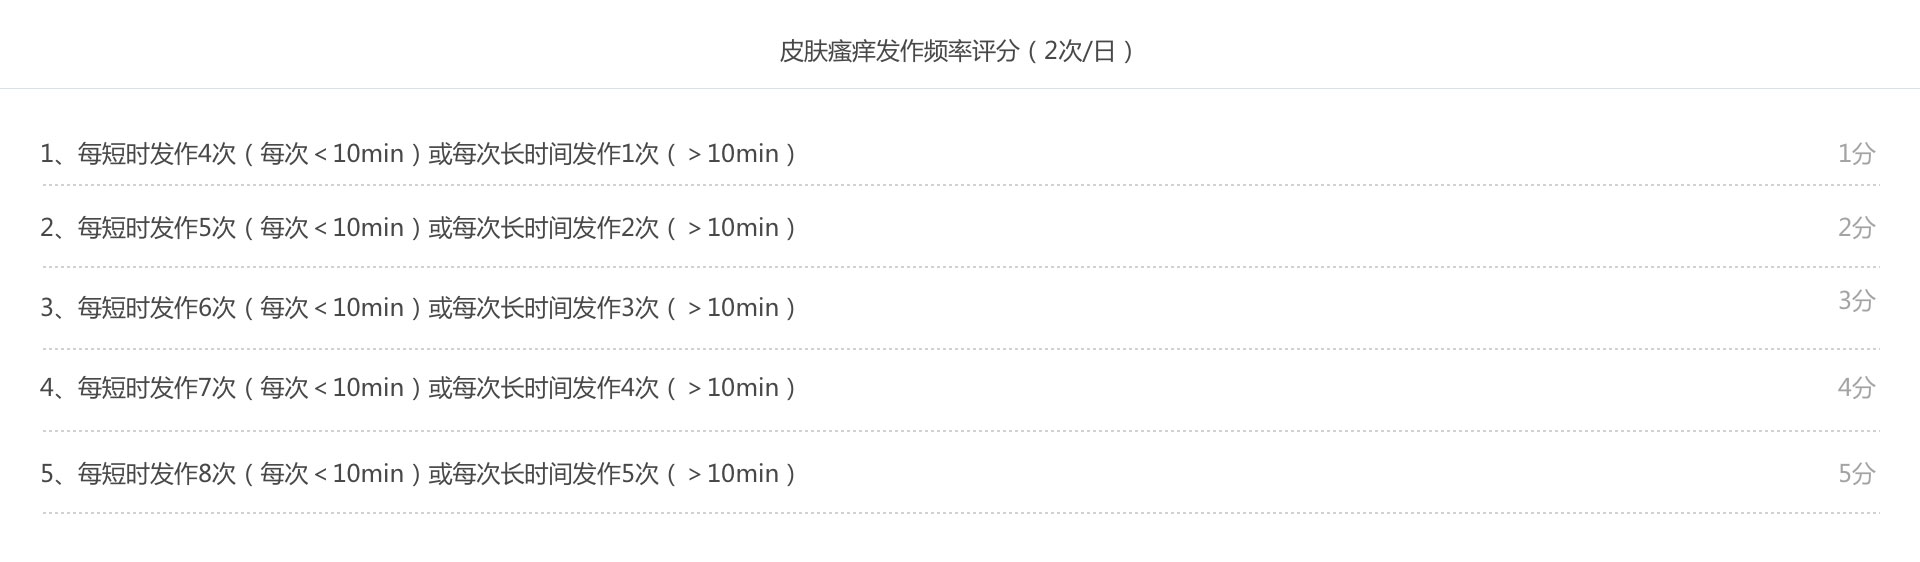 皮肤瘙痒发作频率评分（2次/日）
1、每短时发作4次（每次＜10min）或每次长时间发作1次（＞10min） 1分
2、每短时发作5次（每次＜10min）或每次长时间发作2次（＞10min） 2分
3、每短时发作6次（每次＜10min）或每次长时间发作3次（＞10min） 3分
4、每短时发作7次（每次＜10min）或每次长时间发作4次（＞10min） 4分
5、每短时发作8次（每次＜10min）或每次长时间发作5次（＞10min） 5分